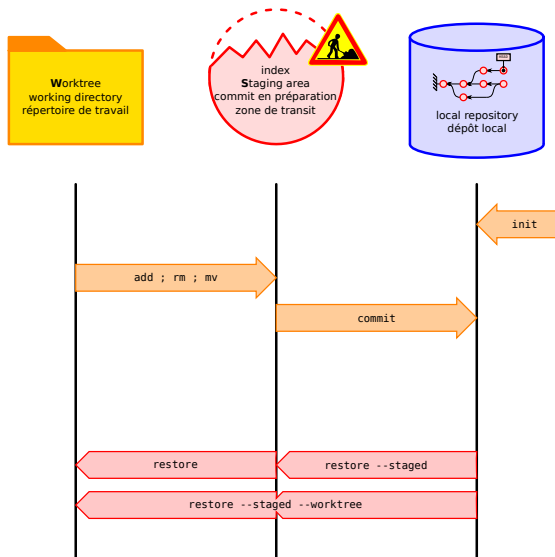 Worktree
working directory
répertoire de travail
index
Staging area
commit en préparation
zone de transit
local repository
dépôt local
init
add ; rm ; mv
commit
restore
restore --staged
restore --staged --worktree